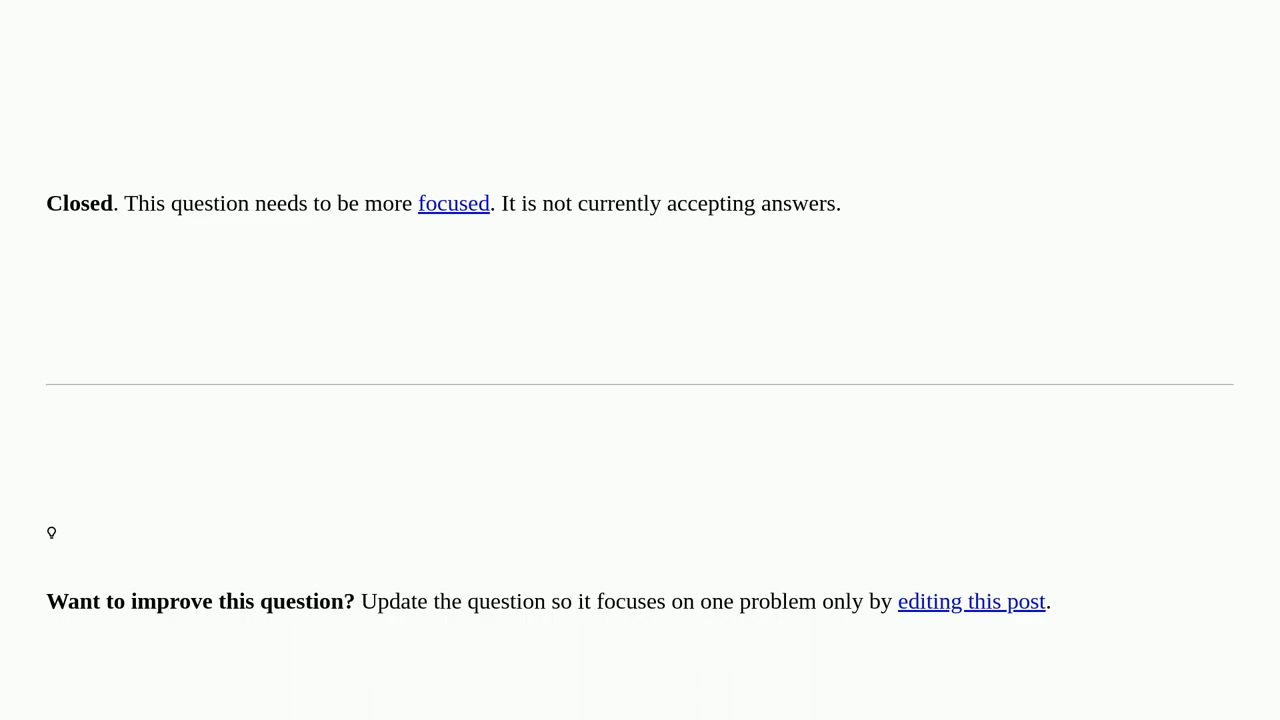 Closed. This question needs to be more focused. It is not currently accepting answers.
Want to improve this question? Update the question so it focuses on one problem only by editing this post.